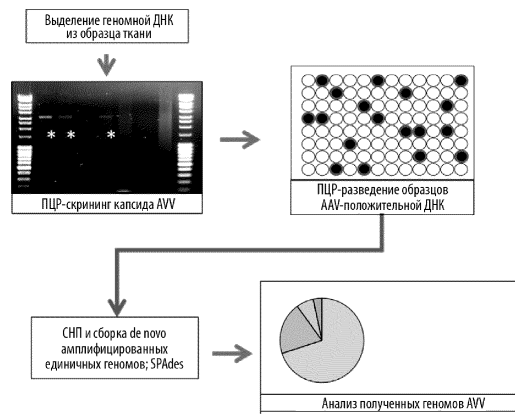 Выделение геномной ДНК
из образца ткани
* * *
ПЦР-скрининг капсида AVV
ПЦР-разведение образцов
AAV-положительной ДНК
СНП и сборка de novo
амплифицированных
единичных геномов; SPAdes
Анализ полученных геномов AVV